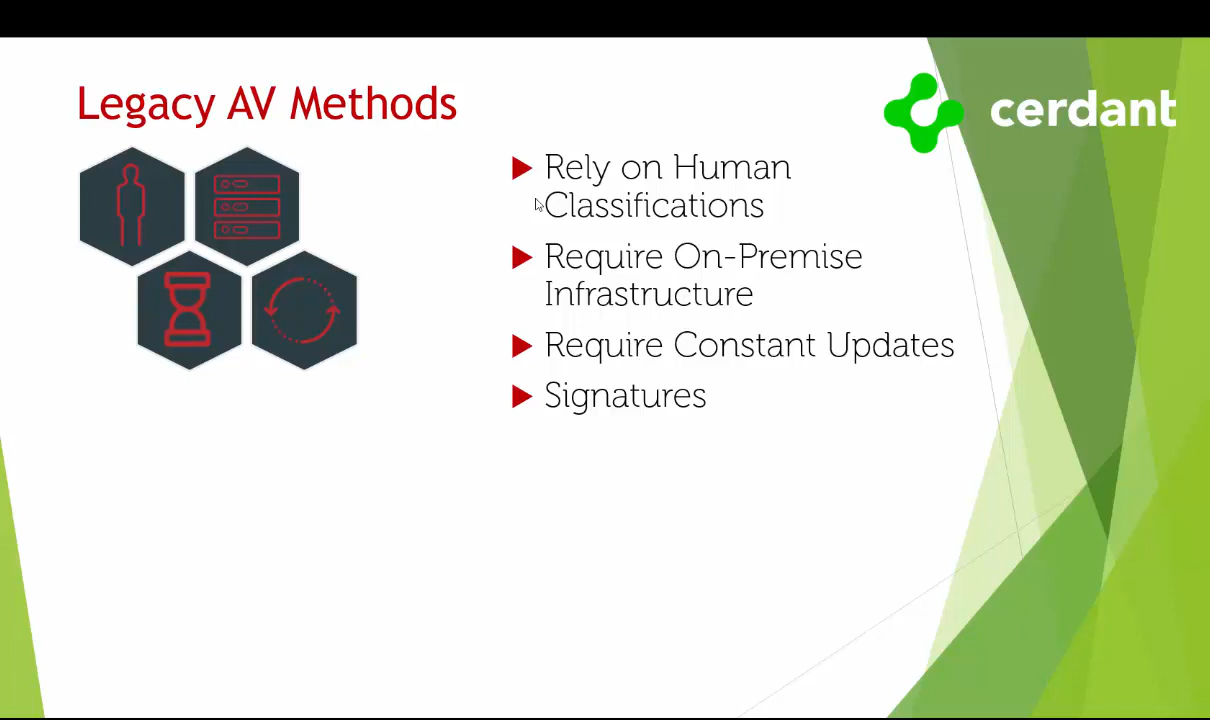 Legacy AV Methods
cerdant
Rely on Human
Classifications
Require On-Premise
Infrastructure
Require Constant Updates
Signatures